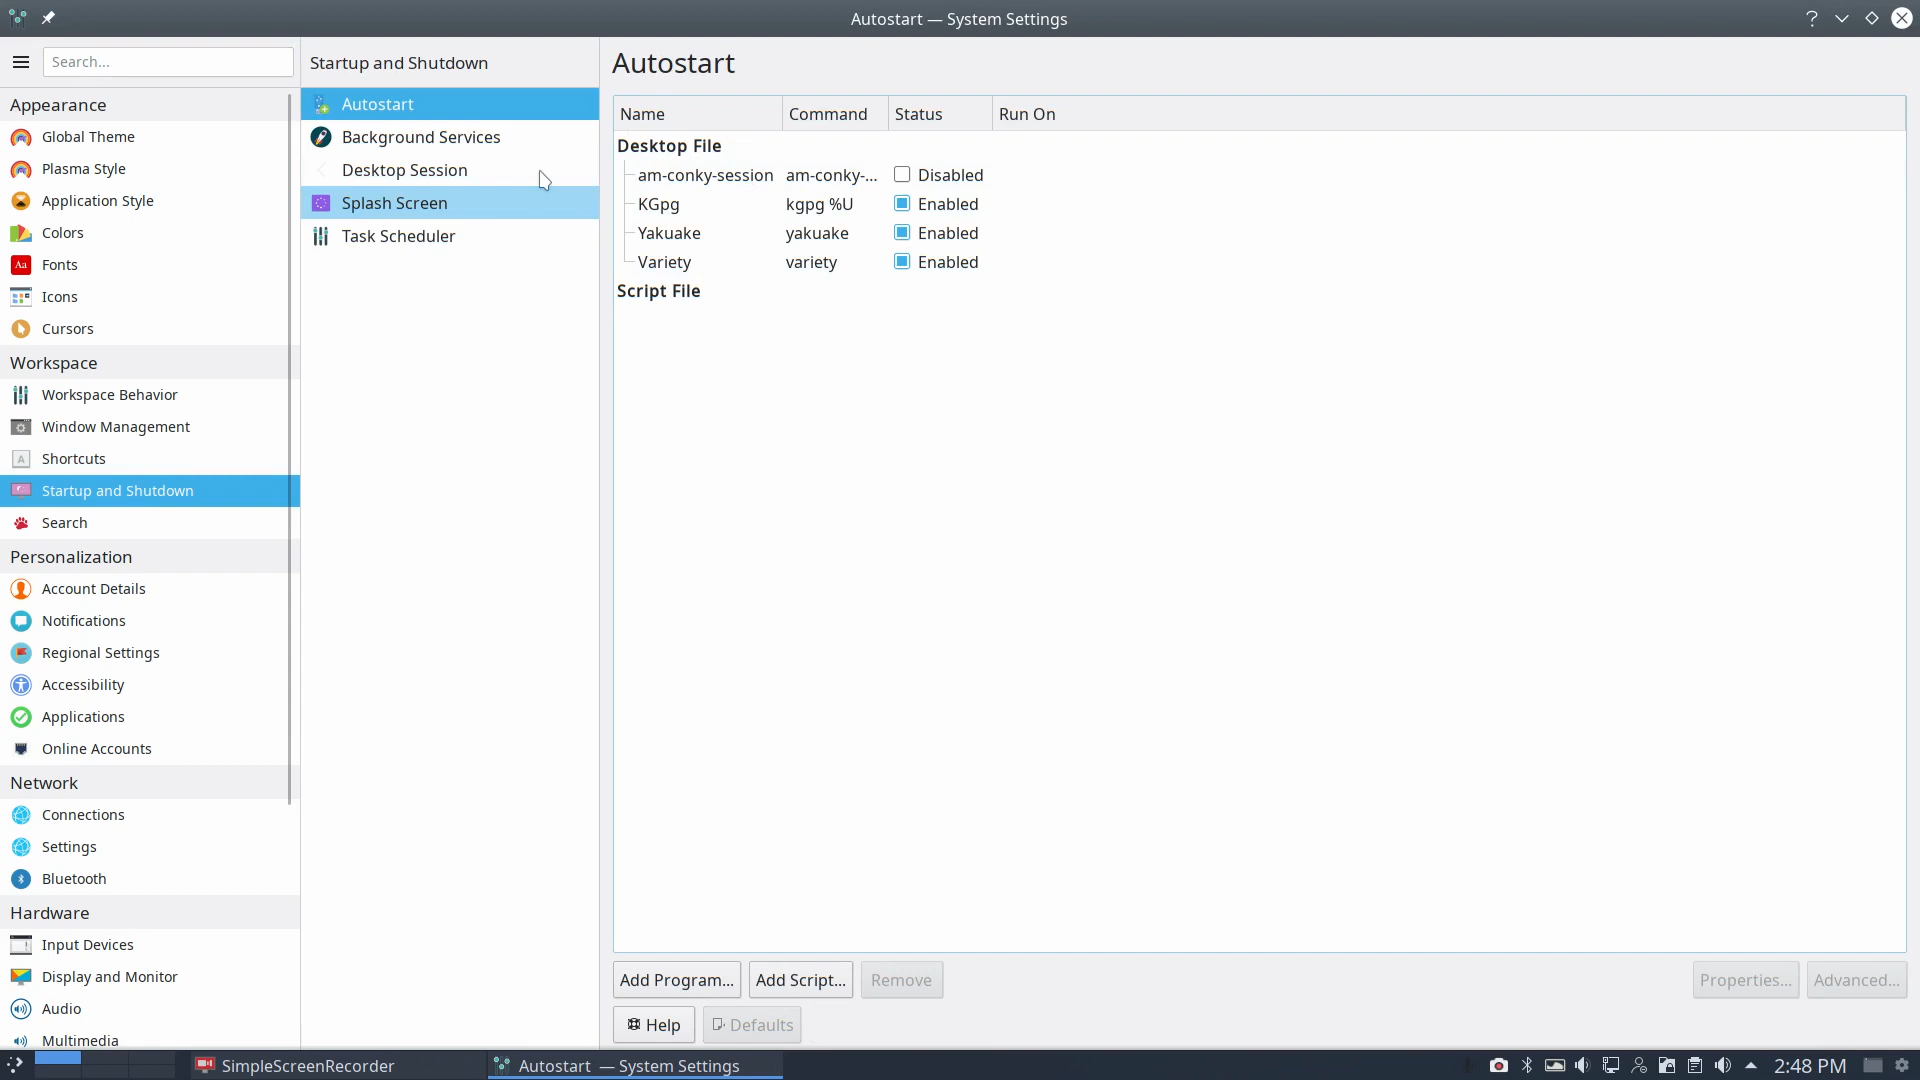 Autostart — System Settings
Search...
Appearance
Global Theme
Plasma Style
Application Style
Colors
Aa Fonts
Icons
Cursors
Workspace
Workspace Behavior
Window Management
A Shortcuts
Startup and Shutdown
Search
Personalization
Account Details
Notifications
Regional Settings
Accessibility
Applications
Online Accounts
Network
Connections
Settings
Bluetooth
Hardware
Input Devices
Display and Monitor
Audio
Multimedia
Startup and Shutdown
Autostart
Background Services
Desktop Session
Splash Screen
Task Scheduler
Autostart
Name Command Status Run On
Desktop File
am-conky-session am-conky-... Disabled
KGpg kgpg %U Enabled
Yakuake yakuake Enabled
Variety variety Enabled
Script File
Add Program... Add Script... Remove Properties... Advanced...
Help Defaults
SimpleScreenRecorder
Autostart — System Settings
2:48 PM